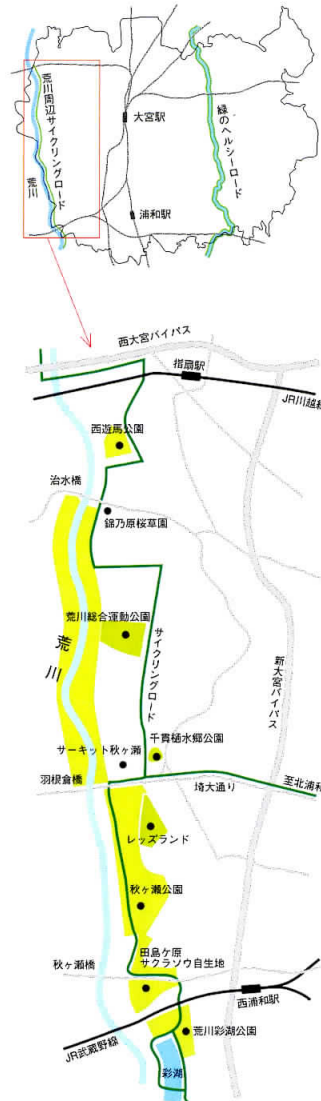 荒川周辺サイクリングロード
荒川
大宮駅
浦和駅
緑のヘルシーロード
西大宮バイパス
指扇駅
JR川越線
西遊馬公園
治水橋
錦乃原桜草園
荒川総合運動公園
荒川
サイクリングロード
新大宮バイパス
千貫樋水郷公園
サーキット秋ヶ瀬
羽根倉橋
埼大通り
至北浦和
レッズランド
秋ヶ瀬公園
田島ケ原
サクラソウ自生地
秋ヶ瀬橋
西浦和駅
荒川彩湖公園
JR武蔵野線
彩湖